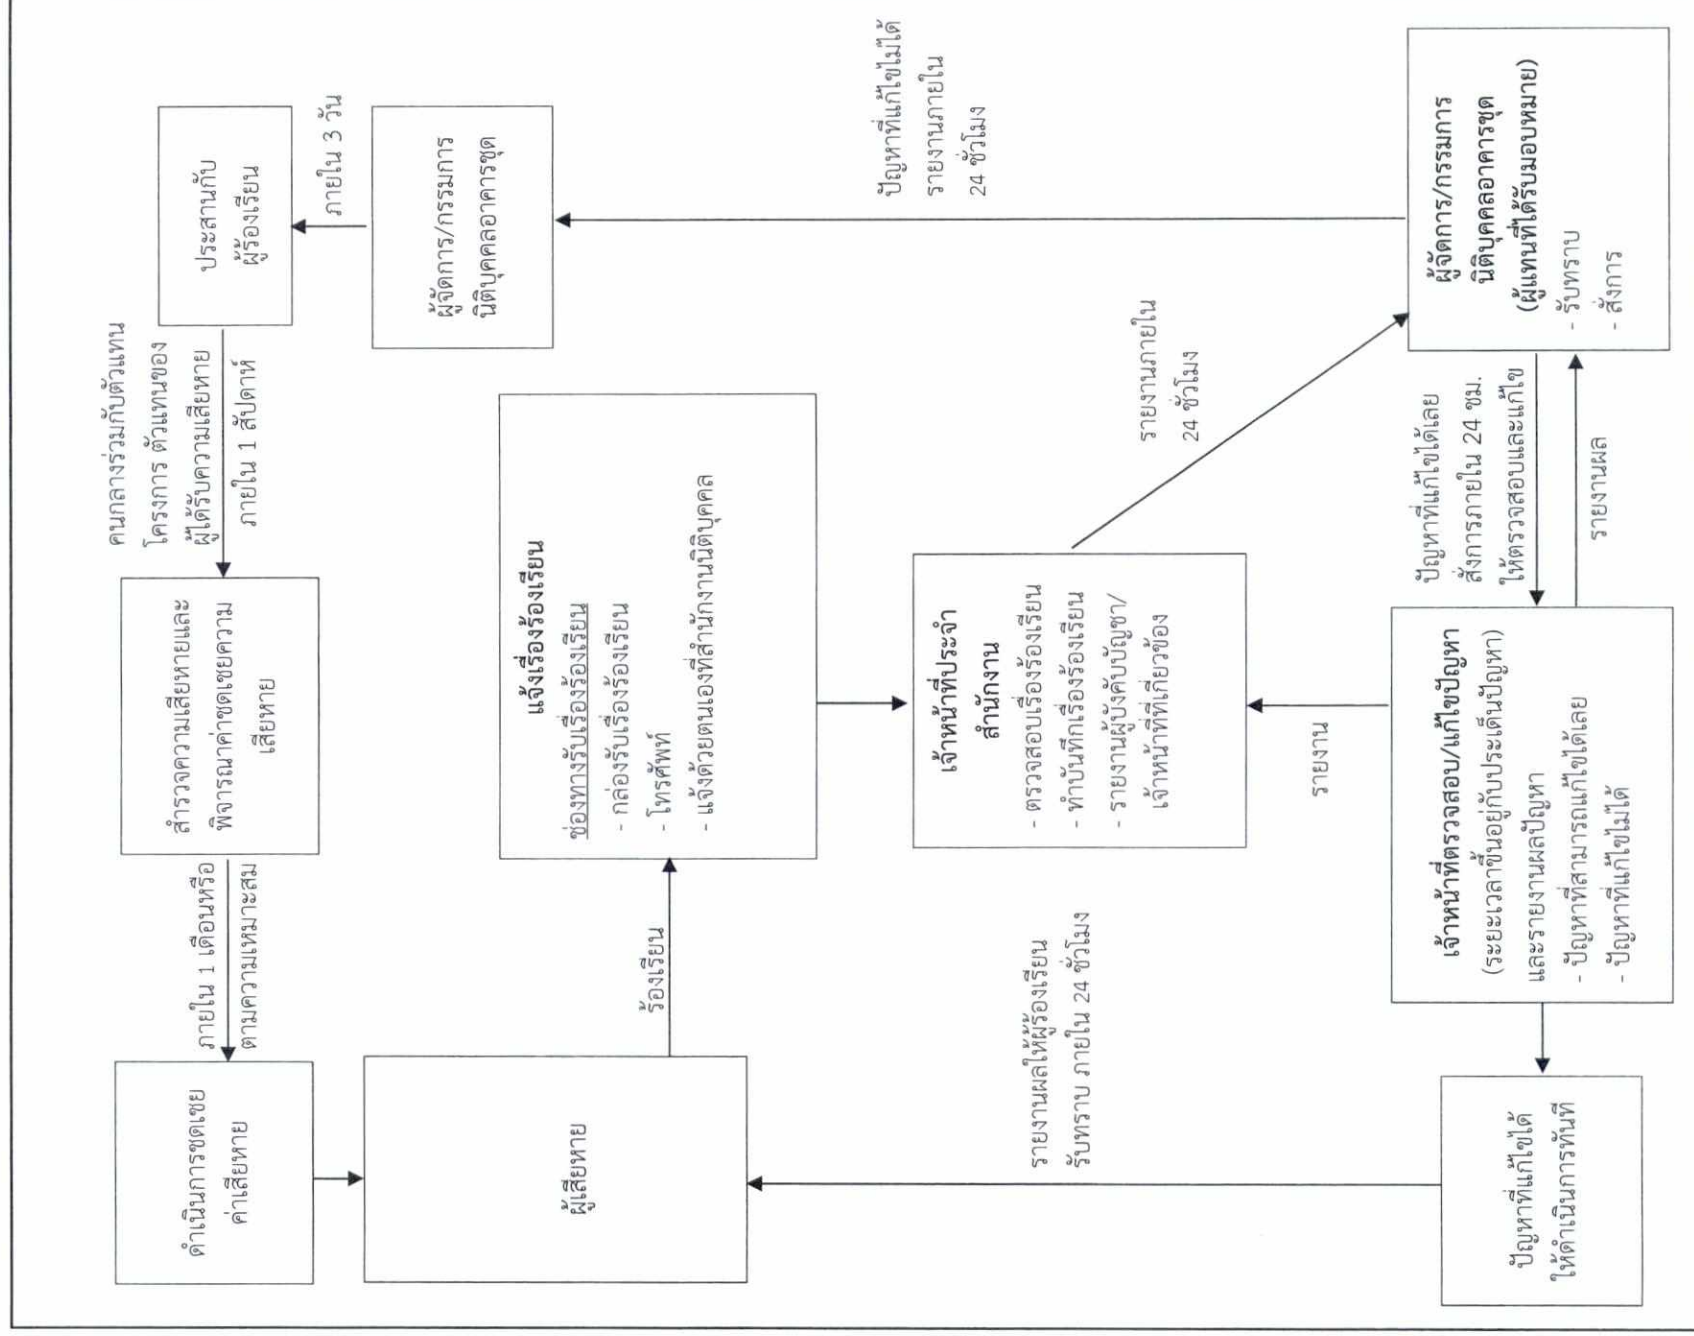 ดำเนินการชดเชย
ค่าเสียหาย
ภายใน 1 เดือนหรือ
ตามความเหมาะสม
สำรวจความเสียหายและ
พิจารณาค่าชดเชยความ
เสียหาย
คนกลางร่วมกับตัวแทน
โครงการ ตัวแทนของ
ผู้ได้รับความเสียหาย
ภายใน 1 สัปดาห์
ประสานกับ
ผู้ร้องเรียน
ภายใน 3 วัน
ผู้จัดการ/กรรมการ
นิติบุคคลอาคารชุด
ผู้เสียหาย
ร้องเรียน
แจ้งเรื่องร้องเรียน
ช่องทางรับเรื่องร้องเรียน
- กล่องรับเรื่องร้องเรียน
- โทรศัพท์
- แจ้งด้วยตนเองที่สำนักงานนิติบุคคล
ปัญหาที่แก้ไขไม่ได้
รายงานภายใน
24 ชั่วโมง
เจ้าหน้าที่ประจำ
สำนักงาน
- ตรวจสอบเรื่องร้องเรียน
- ทำบันทึกเรื่องร้องเรียน
- รายงานผู้บังคับบัญชา/
เจ้าหน้าที่ที่เกี่ยวข้อง
รายงานภายใน
24 ชั่วโมง
รายงานผลให้ผู้ร้องเรียน
รับทราบ ภายใน 24 ชั่วโมง
รายงาน
ปัญหาที่แก้ไขได้
ให้ดำเนินการทันที
เจ้าหน้าที่ตรวจสอบ/แก้ไขปัญหา
(ระยะเวลาขึ้นอยู่กับประเด็นปัญหา)
และรายงานผลปัญหา
- ปัญหาที่สามารถแก้ไขได้เลย
- ปัญหาที่แก้ไขไม่ได้
ปัญหาที่แก้ไขได้เลย
สั่งการภายใน 24 ชม.
ให้ตรวจสอบและแก้ไข
รายงานผล
ผู้จัดการ/กรรมการ
นิติบุคคลอาคารชุด
(ผู้แทนที่ได้รับมอบหมาย)
- รับทราบ
- สั่งการ